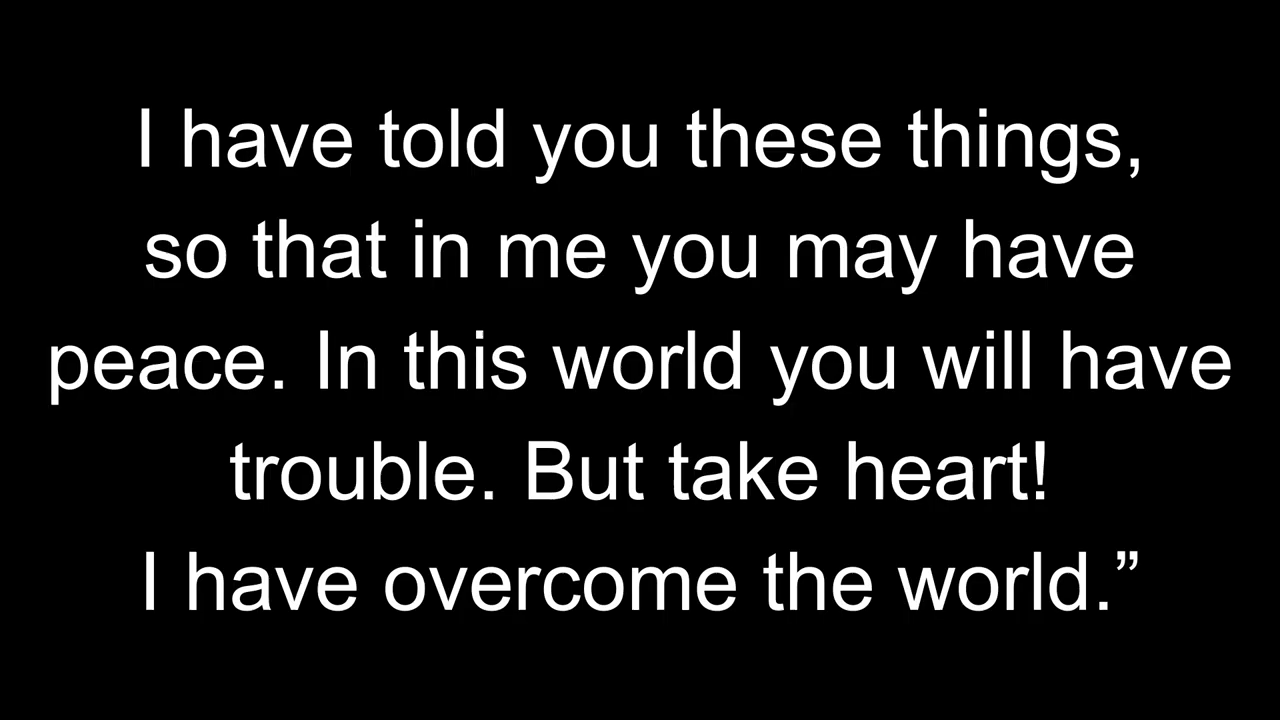 I have told you these things,
so that in me you may have
peace. In this world you will have
trouble. But take heart!
I have overcome the world.”